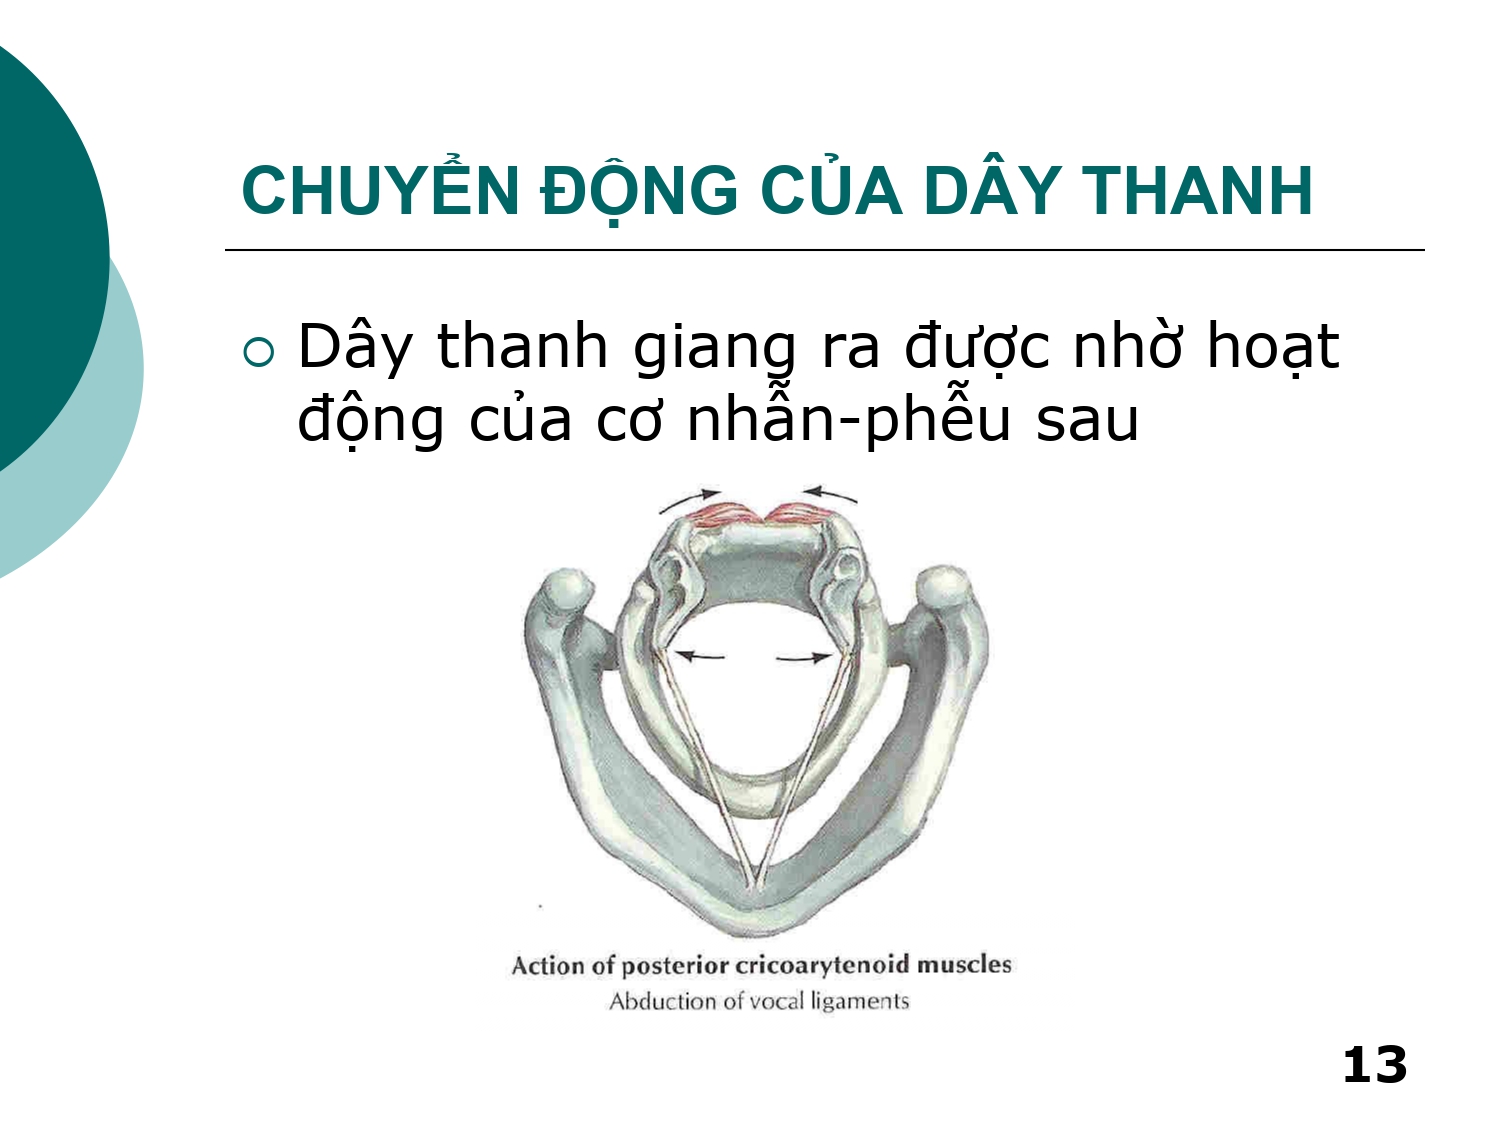 CHUYỂN ĐỘNG CỦA DÂY THANH
Dây thanh giang ra được nhờ hoạt
động của cơ nhẫn-phễu sau
Action of posterior cricoarytenoid muscles
Abduction of vocal ligaments
13